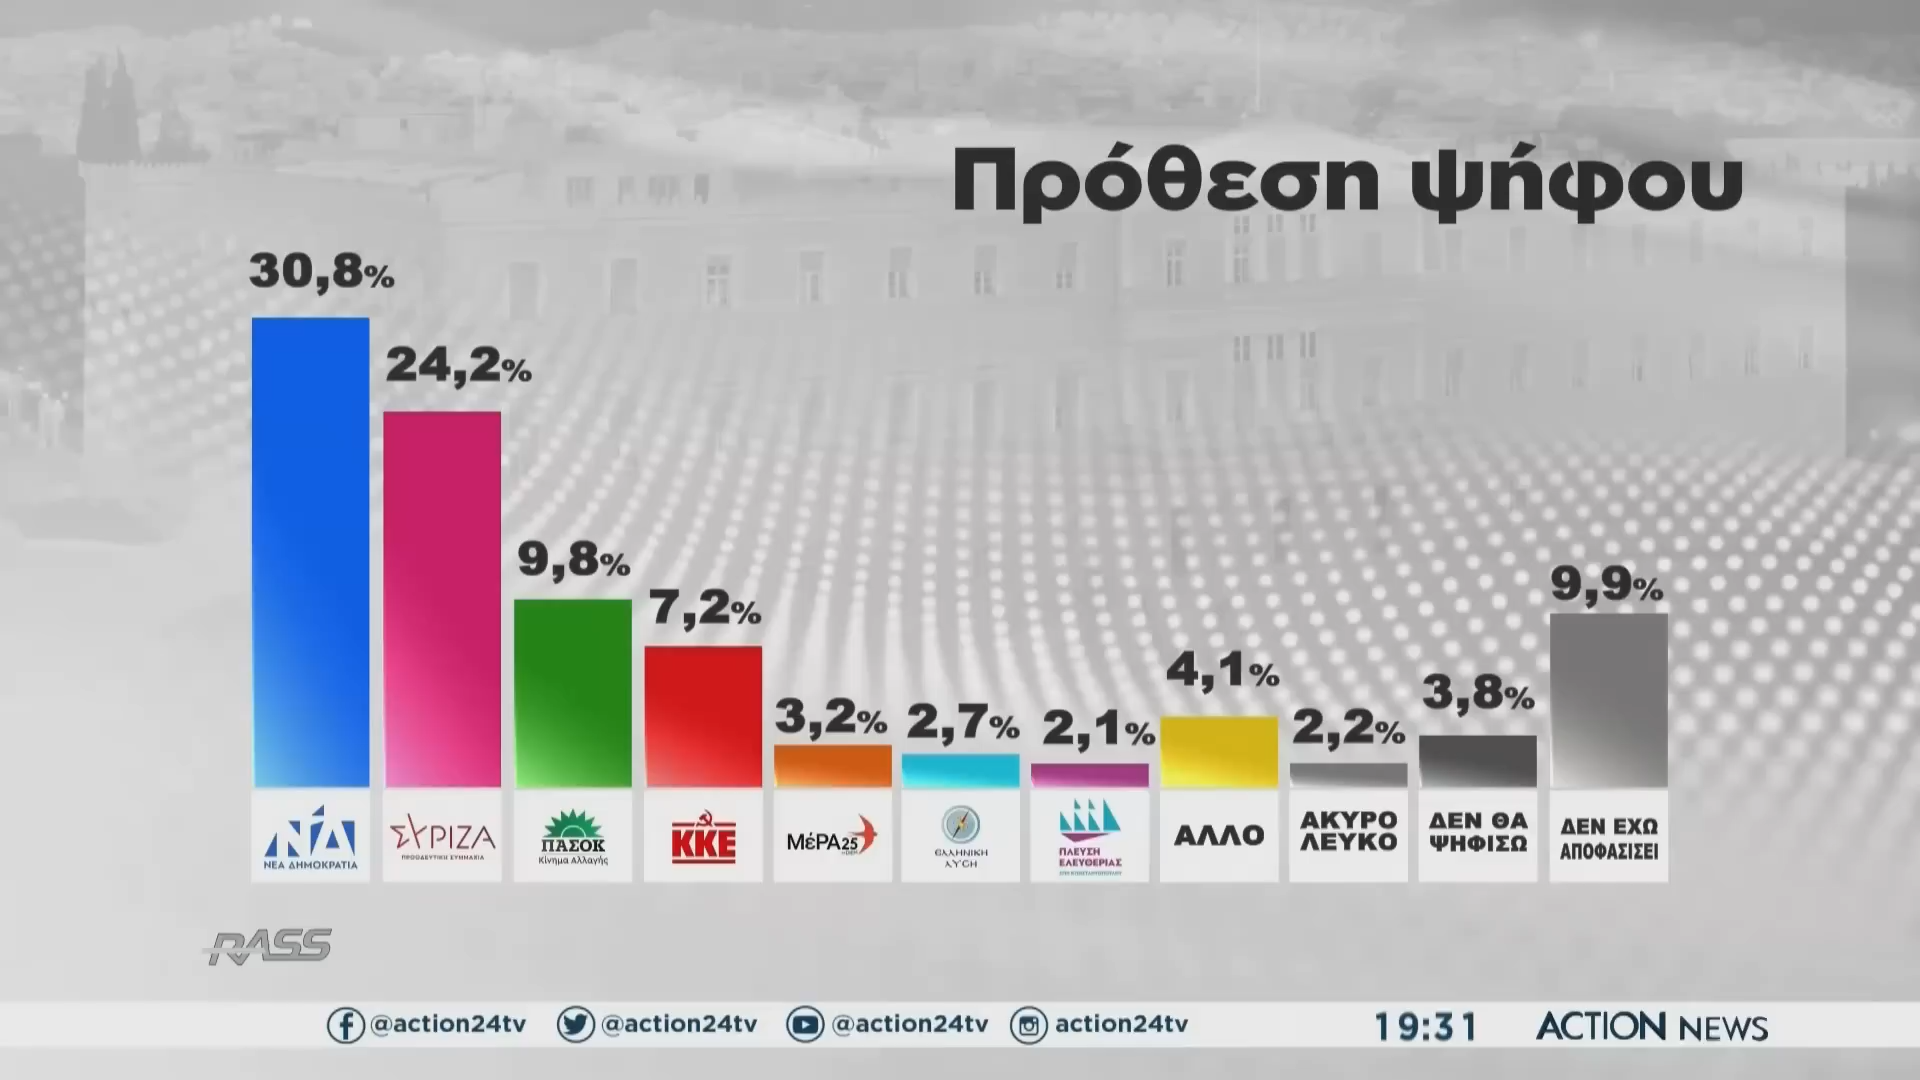 Πρόθεση ψήφου
30,8%
24,2%
9,8%
7,2%
3,2%
2,7%
2,1%
4,1%
2,2%
3,8%
9,9%
ΝΔ
ΝΕΑ ΔΗΜΟΚΡΑΤΙΑ
ΣΥΡΙΖΑ
ΠΡΟΟΔΕΥΤΙΚΗ ΣΥΜΜΑΧΙΑ
ΠΑΣΟΚ
Κίνημα Αλλαγής
ΚΚΕ
ΜέΡΑ25
ΕΛΛΗΝΙΚΗ
ΛΥΣΗ
ΠΛΕΥΣΗ
ΕΛΕΥΘΕΡΙΑΣ
ΑΛΛΟ
ΑΚΥΡΟ
ΛΕΥΚΟ
ΔΕΝ ΘΑ
ΨΗΦΙΣΩ
ΔΕΝ ΕΧΩ
ΑΠΟΦΑΣΙΣΕΙ
RASS
@action24tv @action24tv @action24tv action24tv 19:31 ACTION NEWS